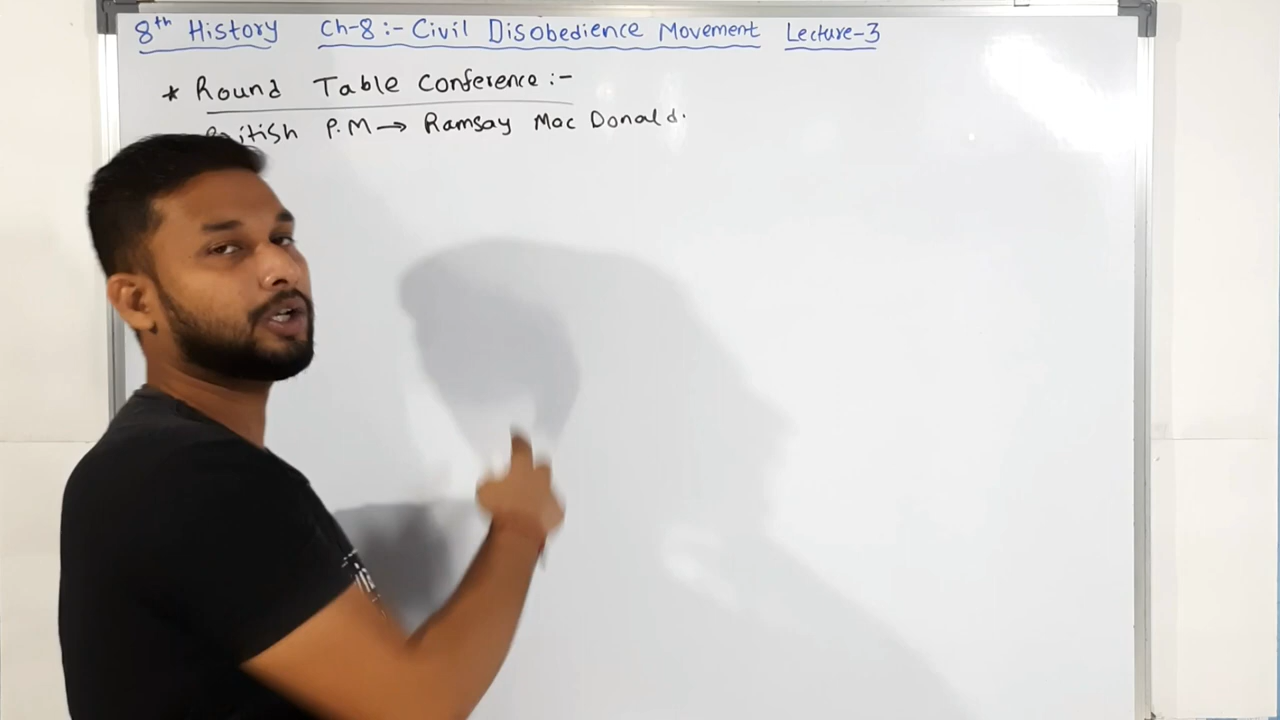 8th History Ch-8:- Civil Disobedience Movement Lecture-3
* Round Table Conference:-
British P.M → Ramsay Mac Donald.